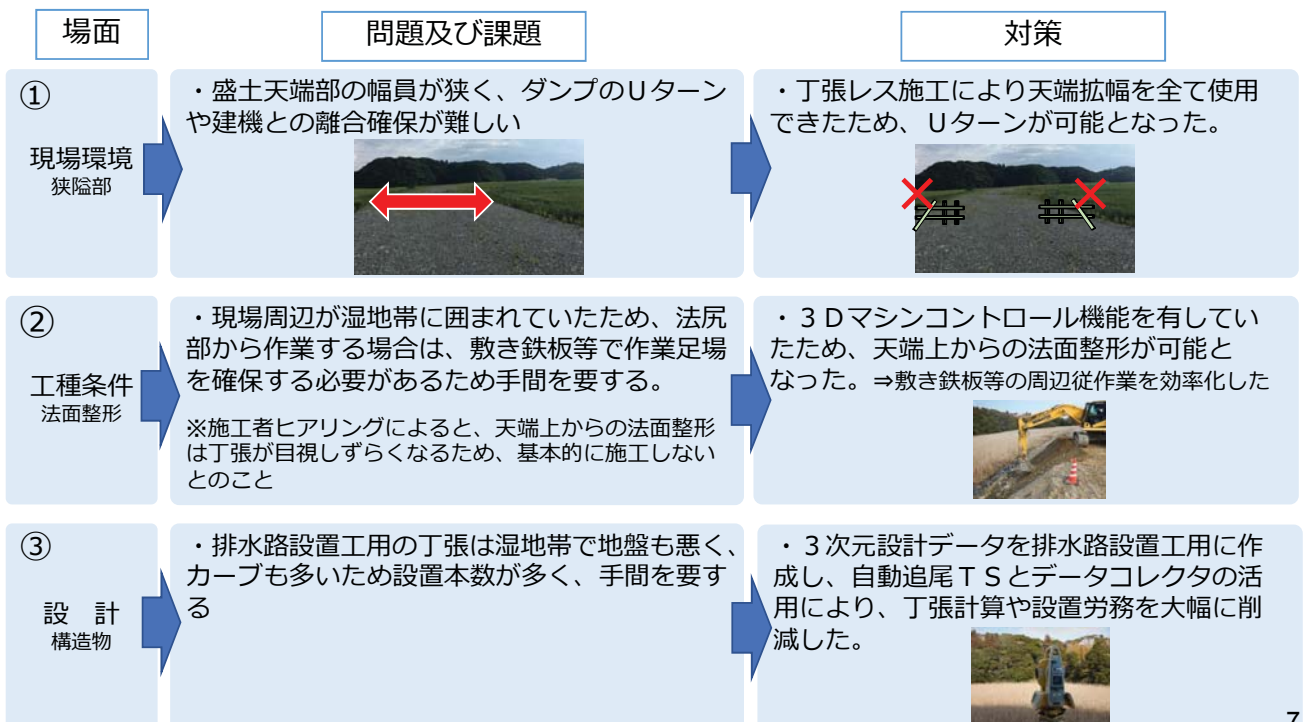 場面
問題及び課題
対策
①
現場環境
狭隘部
・盛土天端部の幅員が狭く、ダンプのUターン
や建機との離合確保が難しい
・丁張レス施工により天端拡幅を全て使用
できたため、Uターンが可能となった。
②
工種条件
法面整形
・現場周辺が湿地帯に囲まれていたため、法尻
部から作業する場合は、敷き鉄板等で作業足場
を確保する必要があるため手間を要する。
※施工者ヒアリングによると、天端上からの法面整形
は丁張が目視しずらくなるため、基本的に施工しない
とのこと
・３Ｄマシンコントロール機能を有してい
たため、天端上からの法面整形が可能と
なった。⇒敷き鉄板等の周辺従作業を効率化した
③
設　計
構造物
・排水路設置工用の丁張は湿地帯で地盤も悪く、
カーブも多いため設置本数が多く、手間を要す
る
・３次元設計データを排水路設置工用に作
成し、自動追尾ＴＳとデータコレクタの活
用により、丁張計算や設置労務を大幅に削
減した。
7